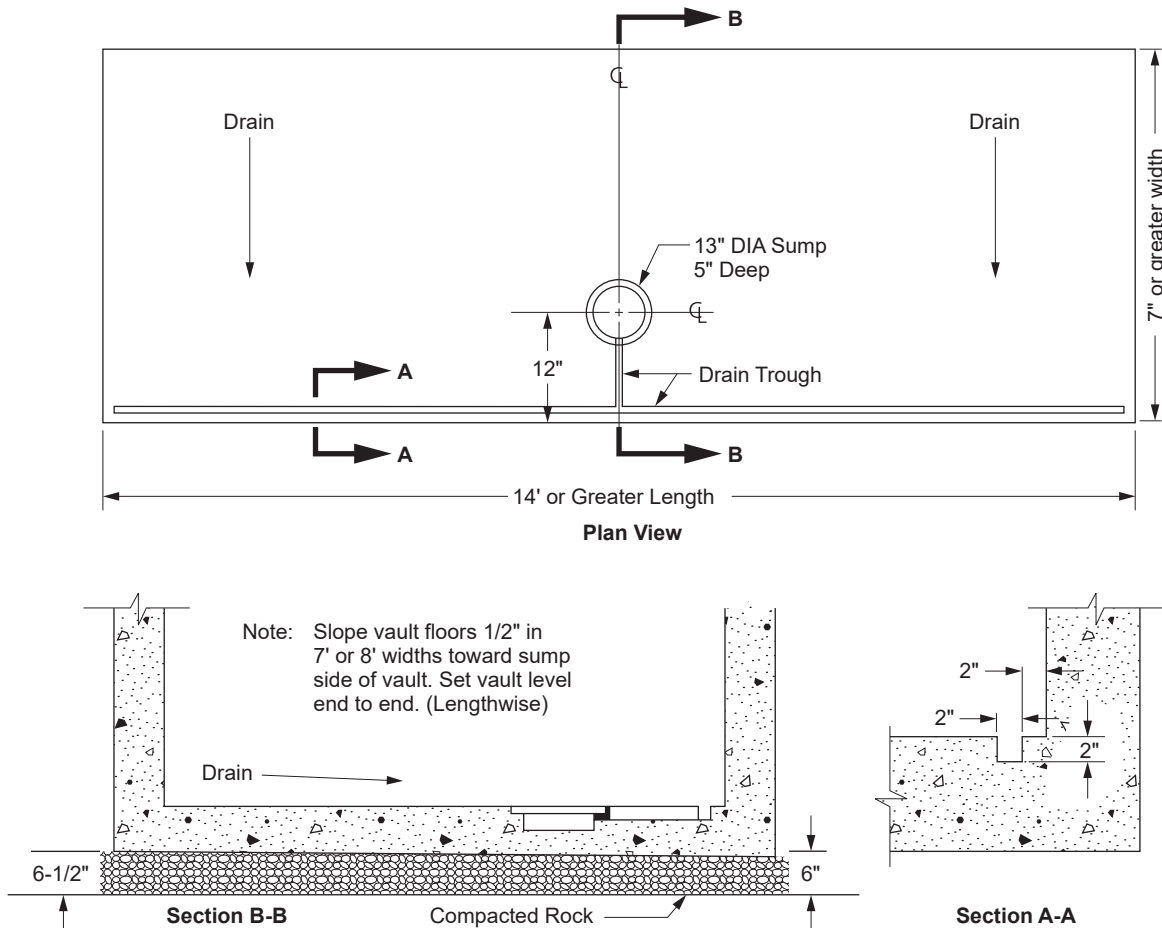 B
C
L
Drain
Drain
7" or greater width
13" DIA Sump
5" Deep
C
L
12"
A
Drain Trough
A
B
14' or Greater Length
Plan View
Note: Slope vault floors 1/2" in
7' or 8' widths toward sump
side of vault. Set vault level
end to end. (Lengthwise)
2"
2"
2"
Drain
6-1/2"
6"
Section B-B
Compacted Rock
Section A-A